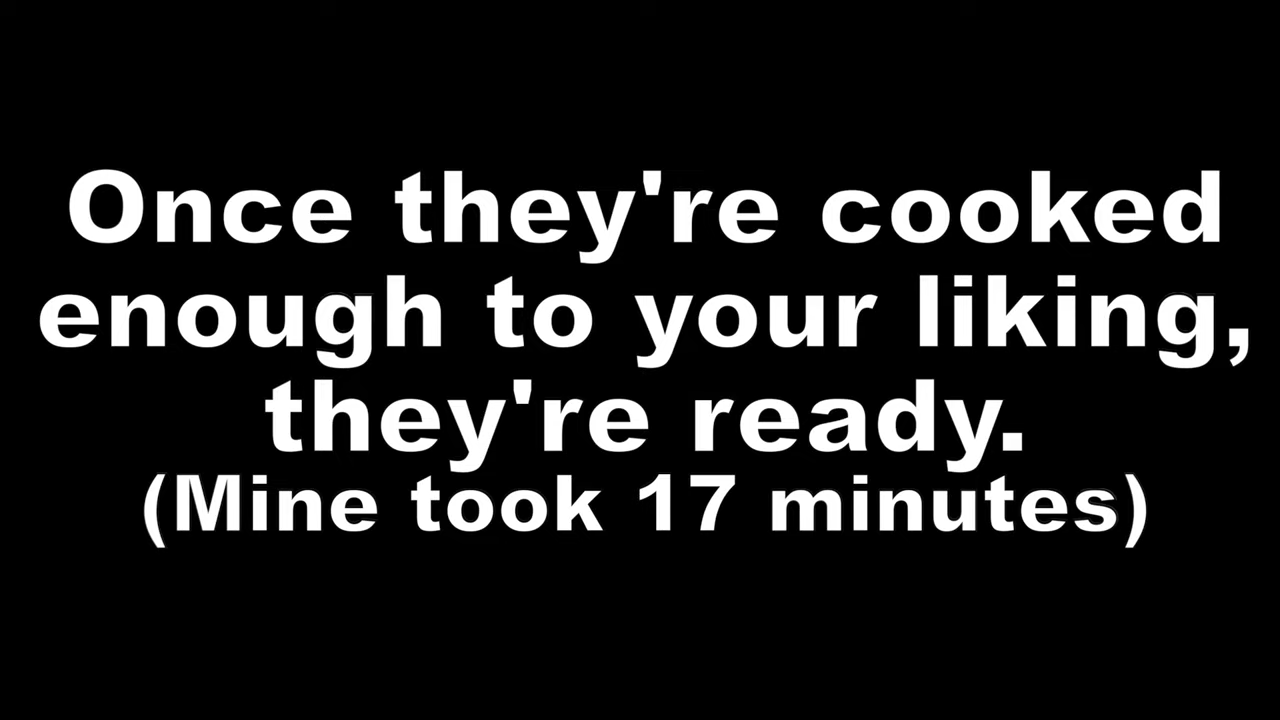 Once they're cooked
enough to your liking,
they're ready.
(Mine took 17 minutes)